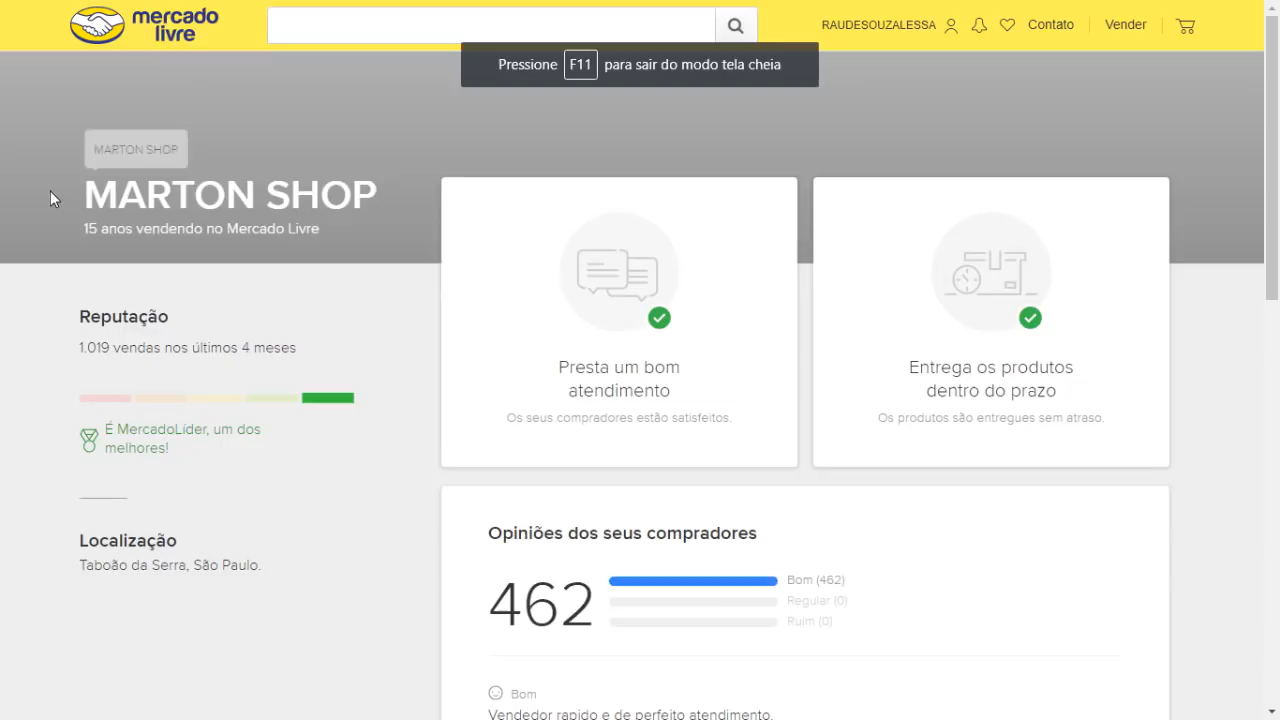 mercado
livre
RAUDESOUZALESSA
Contato
Vender
Pressione F11 para sair do modo tela cheia
MARTON SHOP
MARTON SHOP
15 anos vendendo no Mercado Livre
Reputação
1.019 vendas nos últimos 4 meses
É MercadoLíder, um dos
melhores!
Localização
Taboão da Serra, São Paulo.
Presta um bom
atendimento
Os seus compradores estão satisfeitos.
Entrega os produtos
dentro do prazo
Os produtos são entregues sem atraso.
Opiniões dos seus compradores
462
Bom (462)
Regular (0)
Ruim (0)
Bom
Vendedor rapido e de perfeito atendimento.